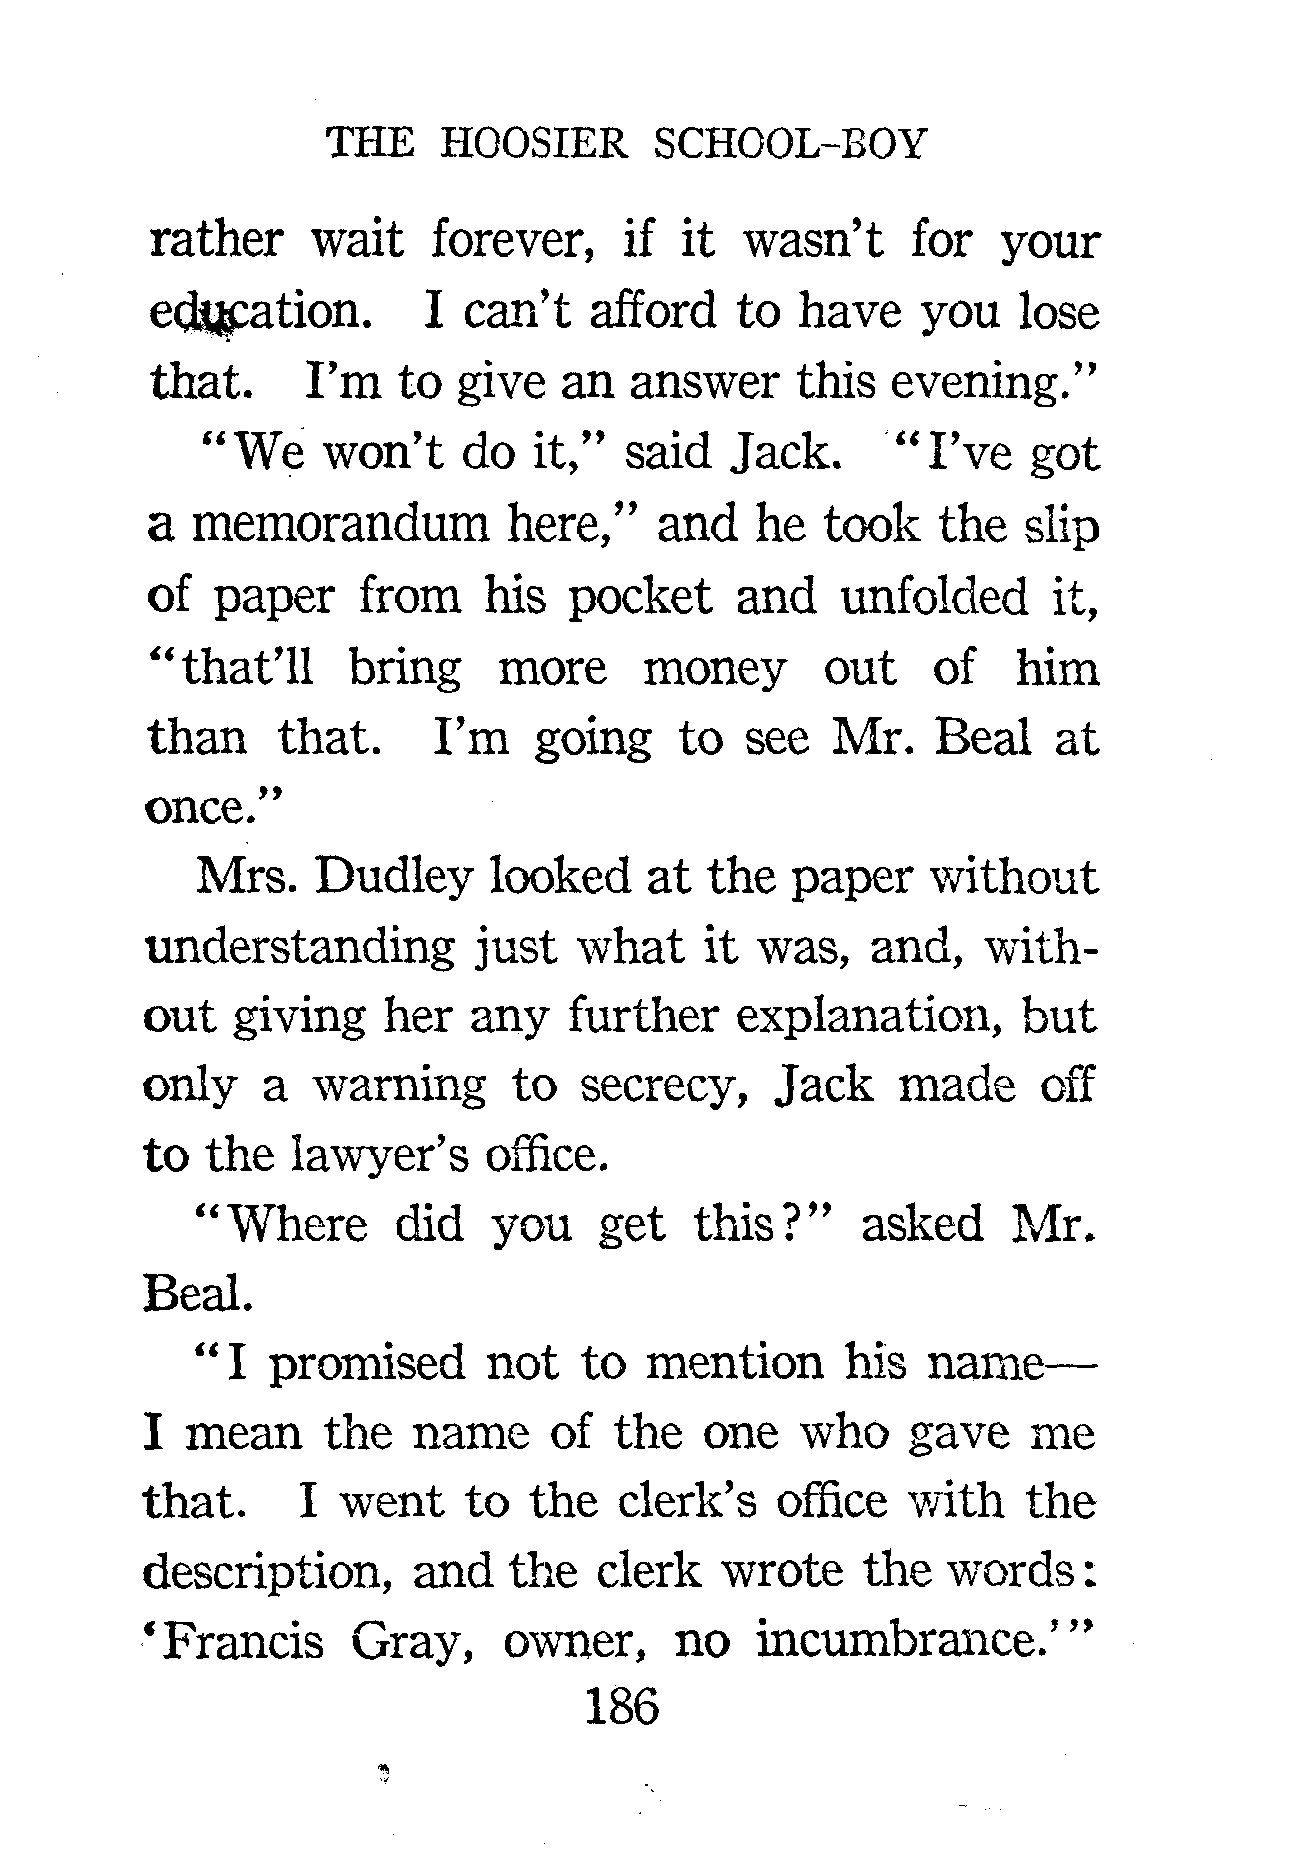 THE HOOSIER SCHOOL-BOY
rather wait forever, if it wasn't for your
education. I can't afford to have you lose
that. I'm to give an answer this evening."
"We won't do it," said Jack. "I've got
a memorandum here," and he took the slip
of paper from his pocket and unfolded it,
"that'll bring more money out of him
than that. I'm going to see Mr. Beal at
once."
Mrs. Dudley looked at the paper without
understanding just what it was, and, with-
out giving her any further explanation, but
only a warning to secrecy, Jack made off
to the lawyer's office.
"Where did you get this?" asked Mr.
Beal.
"I promised not to mention his name—
I mean the name of the one who gave me
that. I went to the clerk's office with the
description, and the clerk wrote the words:
'Francis Gray, owner, no incumbrance.'"
186